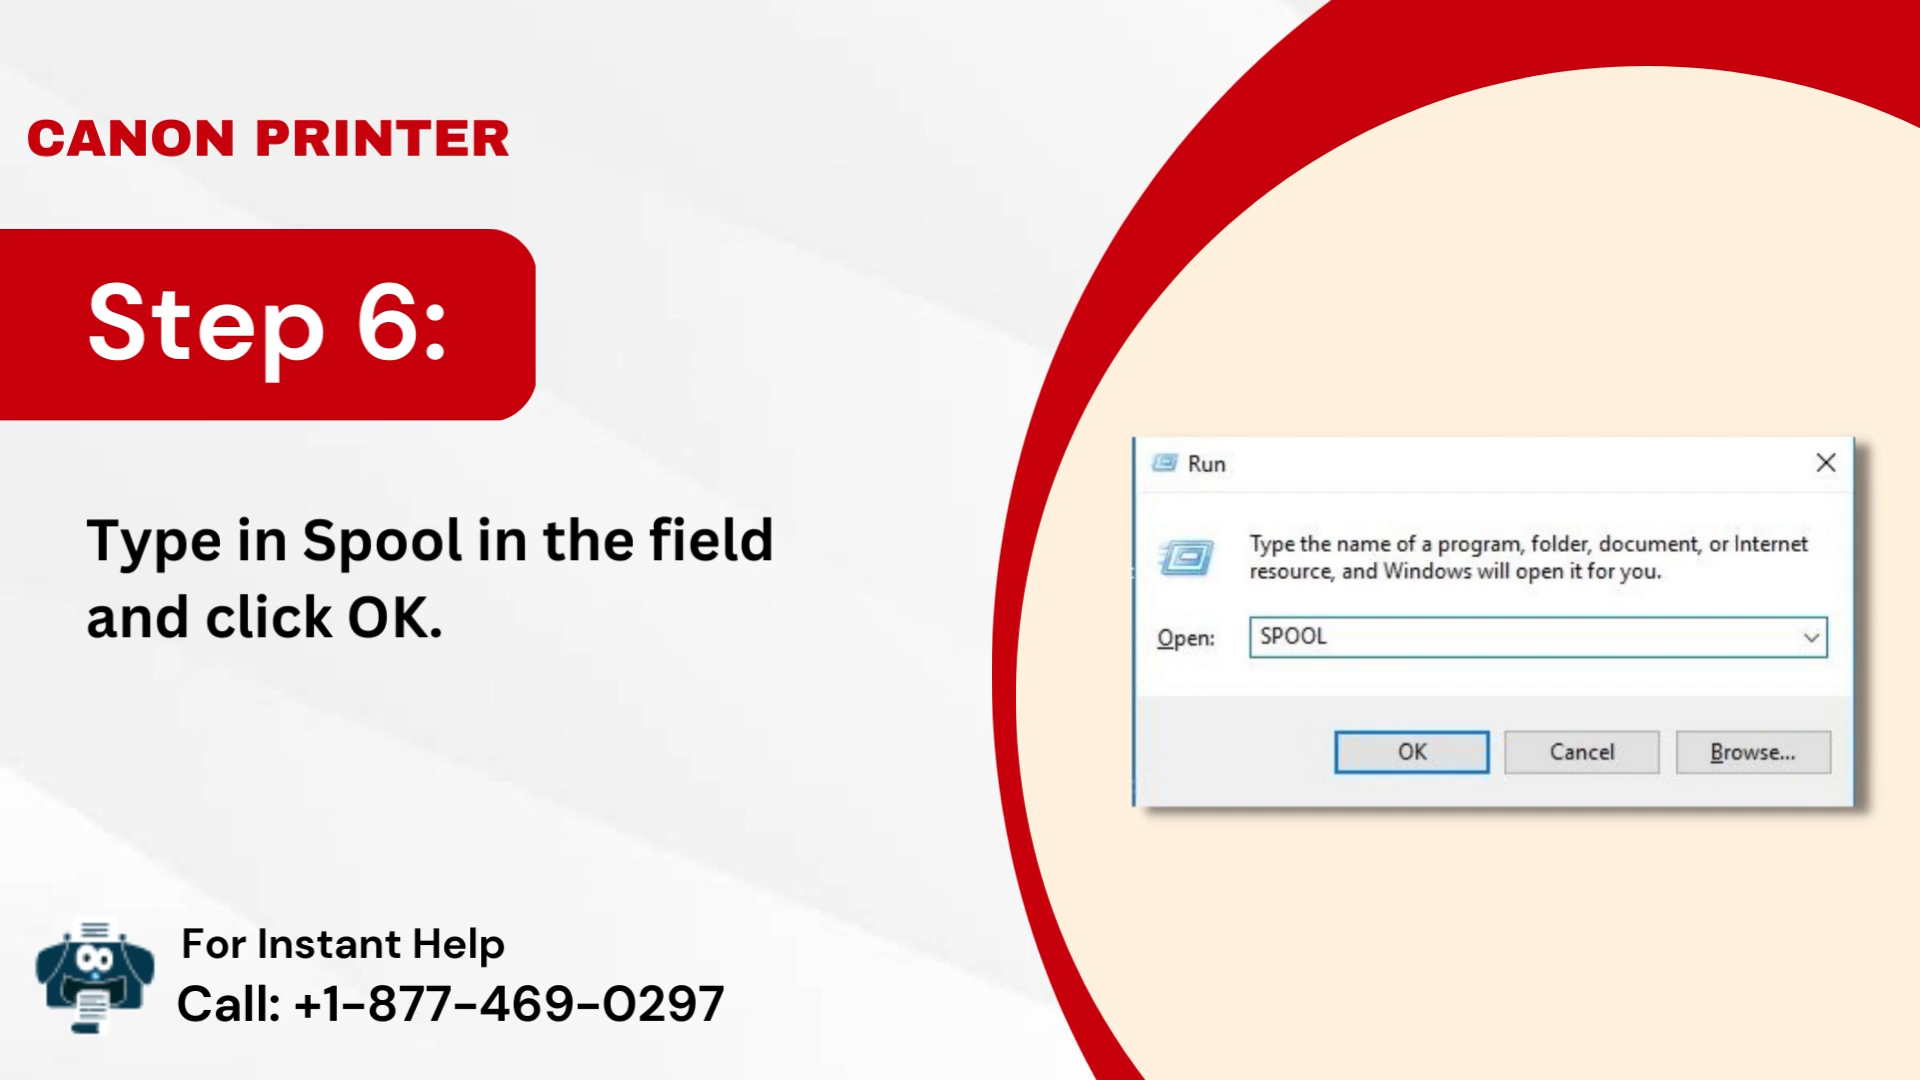 CANON PRINTER
Step 6:
Type in Spool in the field
and click OK.
Run
Type the name of a program, folder, document, or Internet
resource, and Windows will open it for you.
Open: SPOOL
OK Cancel Browse...
For Instant Help
Call: +1-877-469-0297